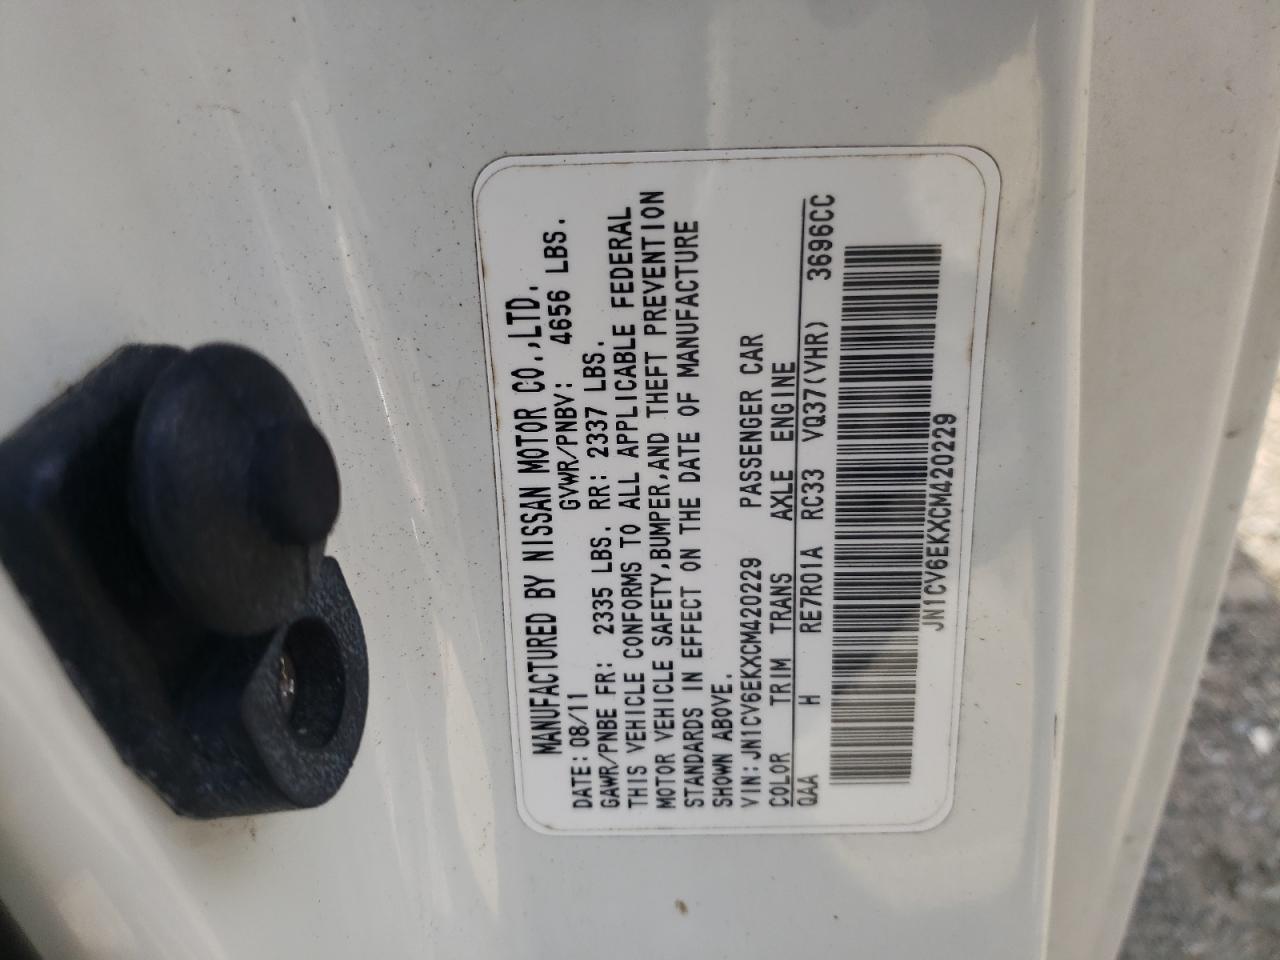 MANUFACTURED BY NISSAN MOTOR CO.,LTD.
DATE: 08/11 GVWR/PNBV: 4656 LBS.
GAWR/PNBE FR: 2335 LBS. RR: 2337 LBS.
THIS VEHICLE CONFORMS TO ALL APPLICABLE FEDERAL
MOTOR VEHICLE SAFETY,BUMPER,AND THEFT PREVENTION
STANDARDS IN EFFECT ON THE DATE OF MANUFACTURE
SHOWN ABOVE.
VIN:JN1CV6EKXCM420229 PASSENGER CAR
COLOR TRIM TRANS AXLE ENGINE
QAA H RE7R01A RC33 VQ37(VHR) 3696CC
JN1CV6EKXCM420229